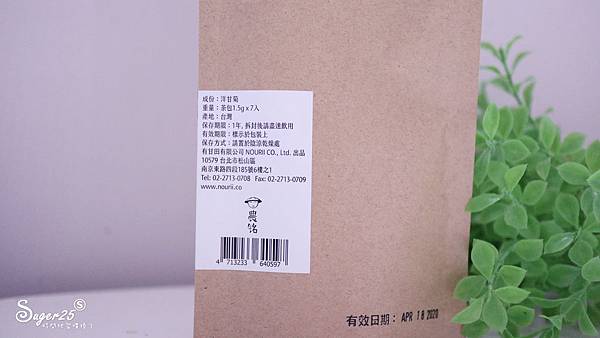 成份：洋甘菊
重量：茶包1.5g x 7入
產地：台灣
保存期限：1年, 拆封後請盡速飲用
有效期限：標示於包裝上
保存方式：請置於陰涼乾燥處
有甘田有限公司 NOURII CO., Ltd. 出品
10579 台北市松山區
南京東路四段185號6樓之1
Tel: 02-2713-0708 Fax: 02-2713-0709
www.nourii.co
農銘
4 713233 640597
有效日期： APR 18 2020
Suger25 S